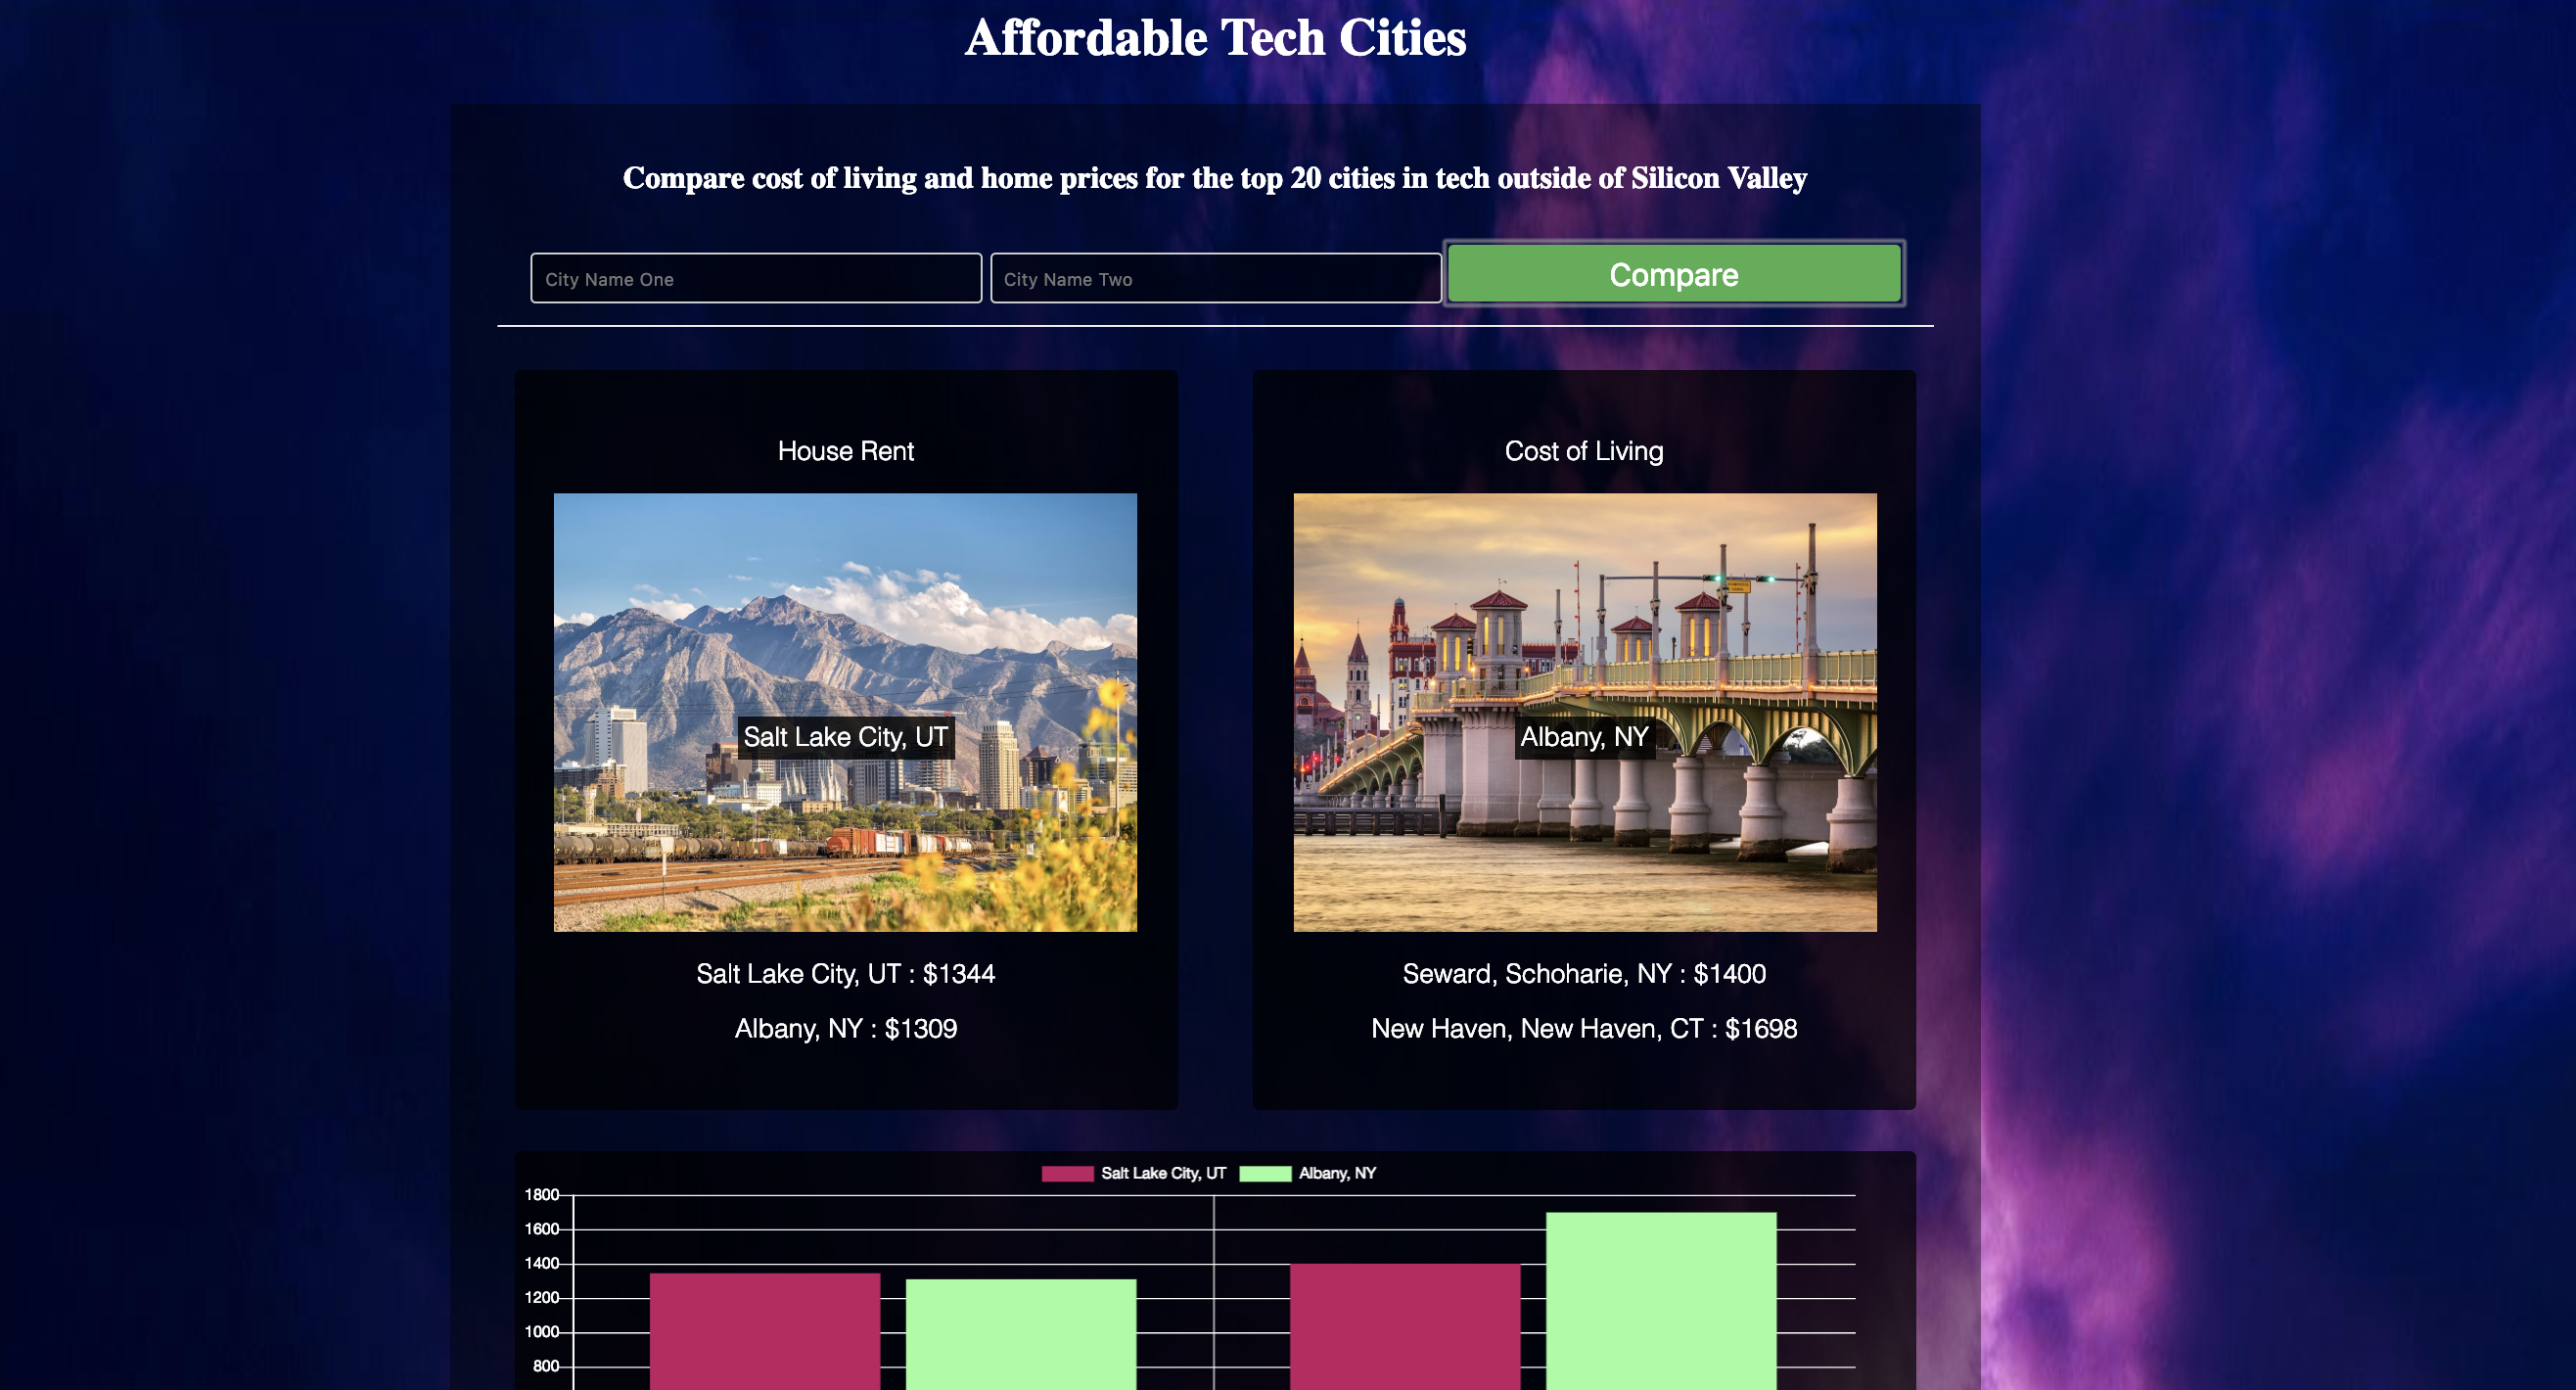 Affordable Tech Cities
Compare cost of living and home prices for the top 20 cities in tech outside of Silicon Valley
City Name One
City Name Two
Compare
House Rent
Salt Lake City, UT
Salt Lake City, UT : $1344
Albany, NY : $1309
Cost of Living
Albany, NY
Seward, Schoharie, NY : $1400
New Haven, New Haven, CT : $1698
Salt Lake City, UT
Albany, NY
1800
1600
1400
1200
1000
800